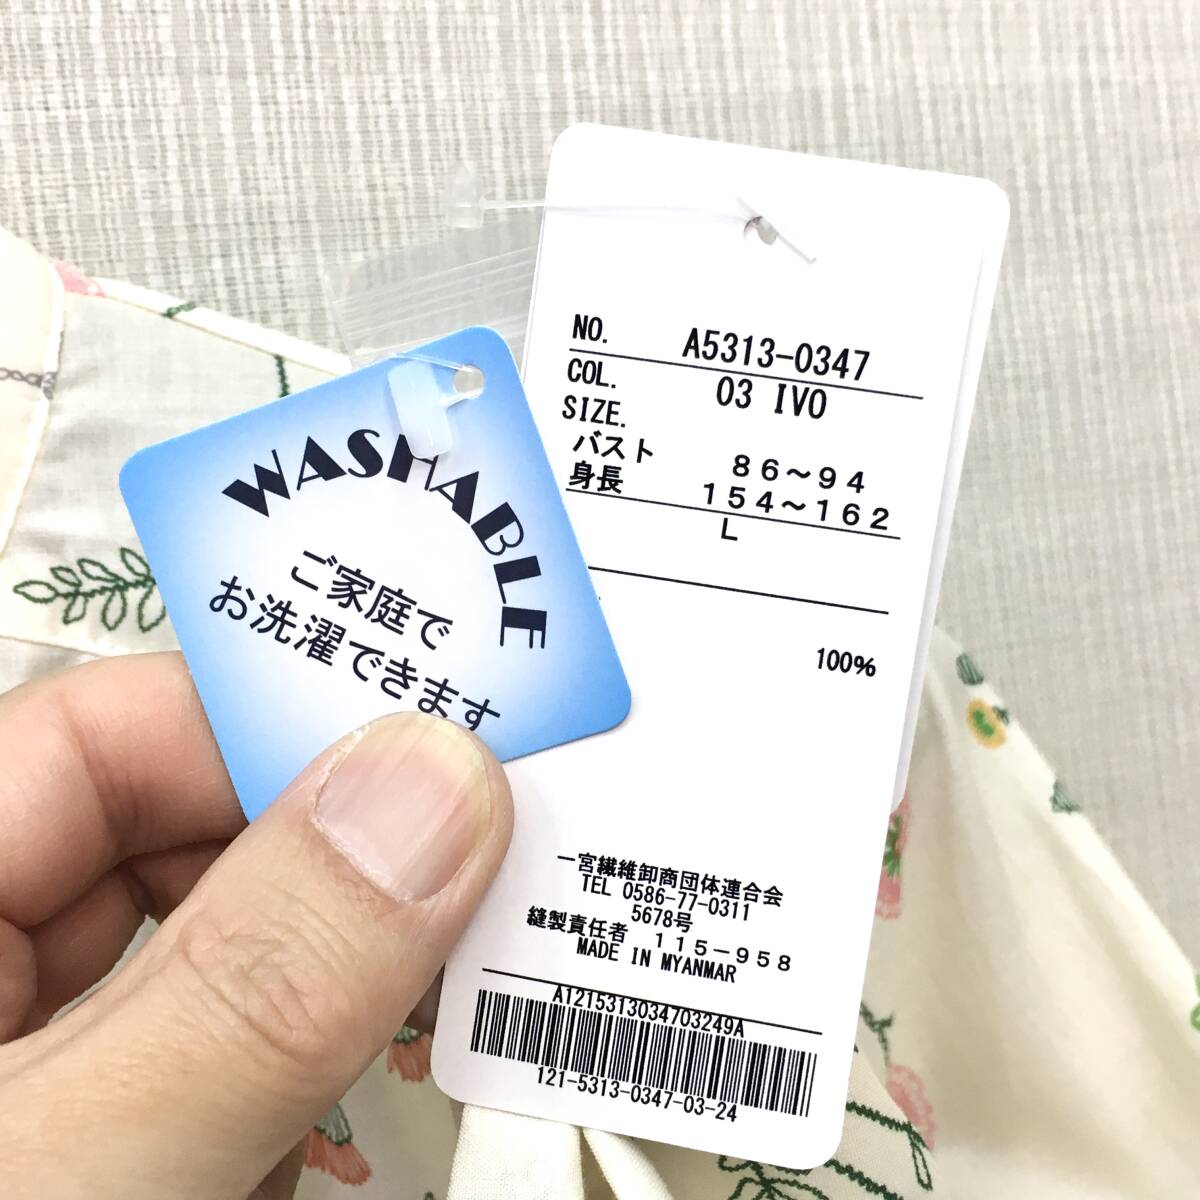 WASHABLE
ご家庭で
お洗濯できます
NO. A5313-0347
COL. 03 IVO
SIZE.
バスト 86〜94
身長 154〜162
L
100%
一宮繊維卸商団体連合会
TEL 0586-77-0311
5678号
縫製責任者 115-958
MADE IN MYANMAR
A1215313034703249A
121-5313-0347-03-24